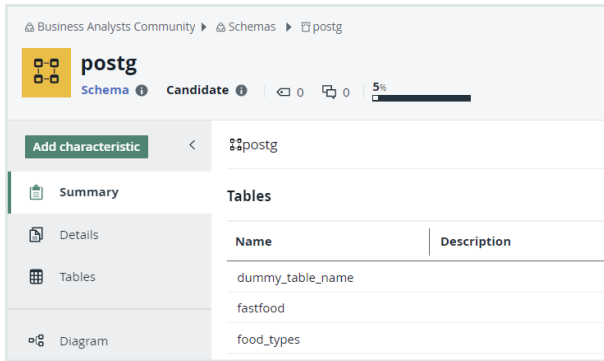 Business Analysts Community Schemas postg
postg
Schema Candidate 0 0 5%
Add characteristic
postg
Summary
Tables
Details
Name Description
Tables
dummy_table_name
fastfood
Diagram
food_types